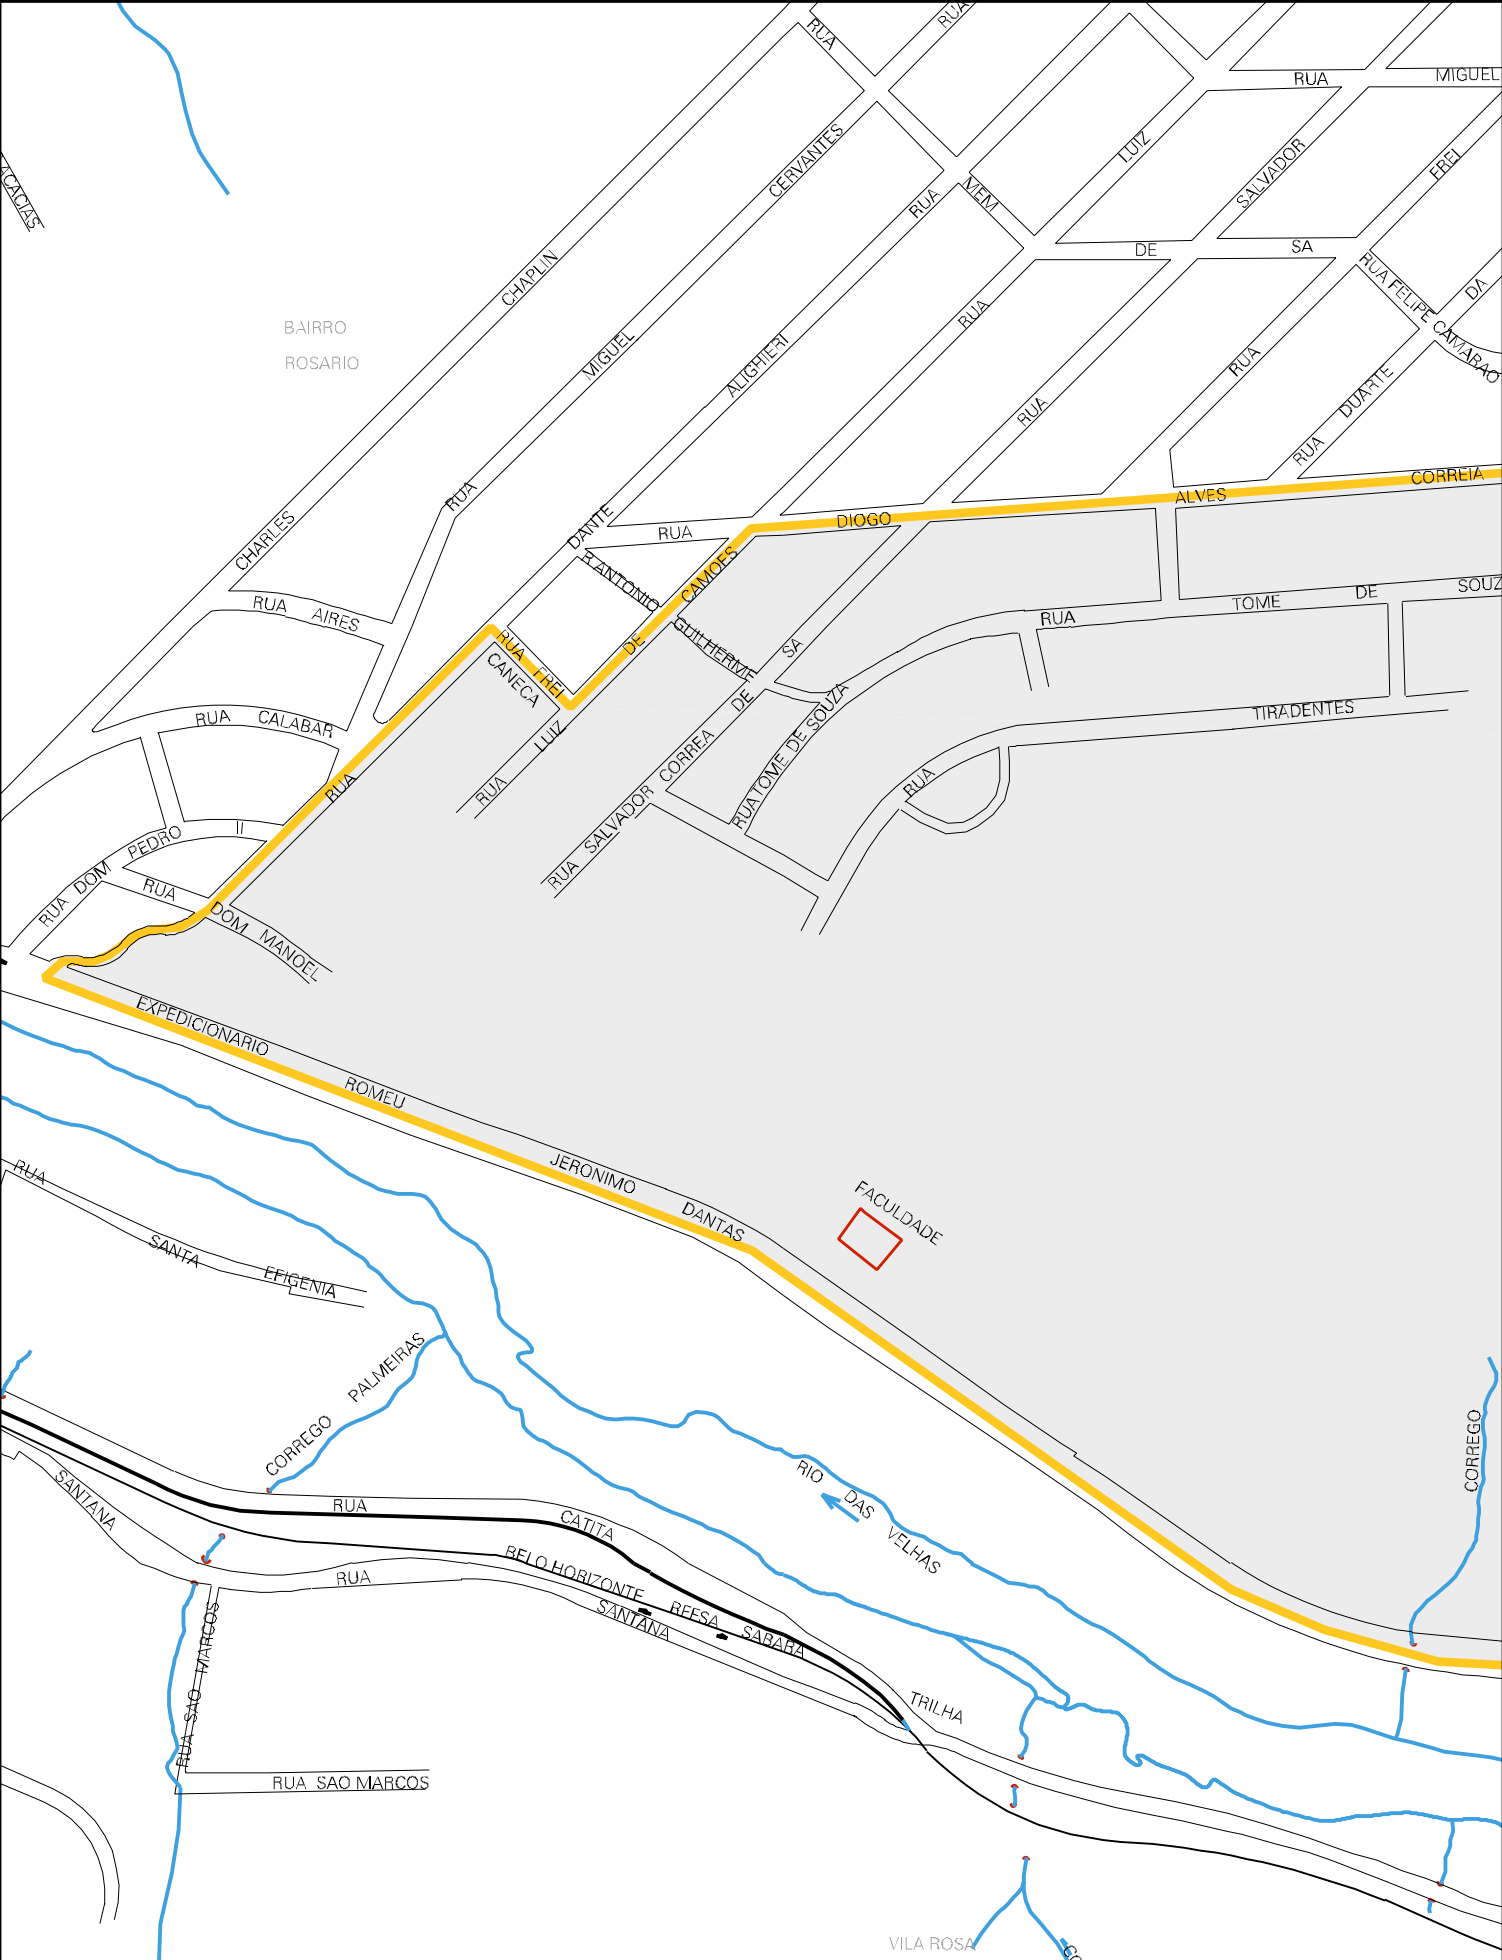 RUA
RUA
RUA
MIGUEL
ACACIAS
CERVANTES
LUIZ
SALVADOR
FREI
MEM
RUA
DE
SA
CHAPLIN
RUA FELIPE CAMARAO
DA
BAIRRO
ROSARIO
MIGUEL
ALIGHIERI
RUA
RUA
DUARTE
RUA
RUA
RUA
CORREIA
ALVES
DIOGO
CHARLES
DANTE
RUA
R.ANTONIO
CAMOES
RUA AIRES
TOME
DE
SOUZ
RUA
GUILHERME
DE
SA
RUA FREI
CANECA
RUA CALABAR
LUIZ
DE
TIRADENTES
RUA
RUA
RUA SALVADOR CORREA
RUA TOME DE SOUZA
RUA
RUA DOM PEDRO II
RUA
DOM MANOEL
EXPEDICIONARIO
ROMEU
JERONIMO
DANTAS
FACULDADE
RUA
SANTA
EFIGENIA
CORREGO PALMEIRAS
CORREGO
RIO
DAS
VELHAS
SANTANA
RUA
CATITA
BELO HORIZONTE
RFFSA
SABARA
RUA
SANTANA
RUA SAO MARCOS
TRILHA
RUA SAO MARCOS
VILA ROSA
CO